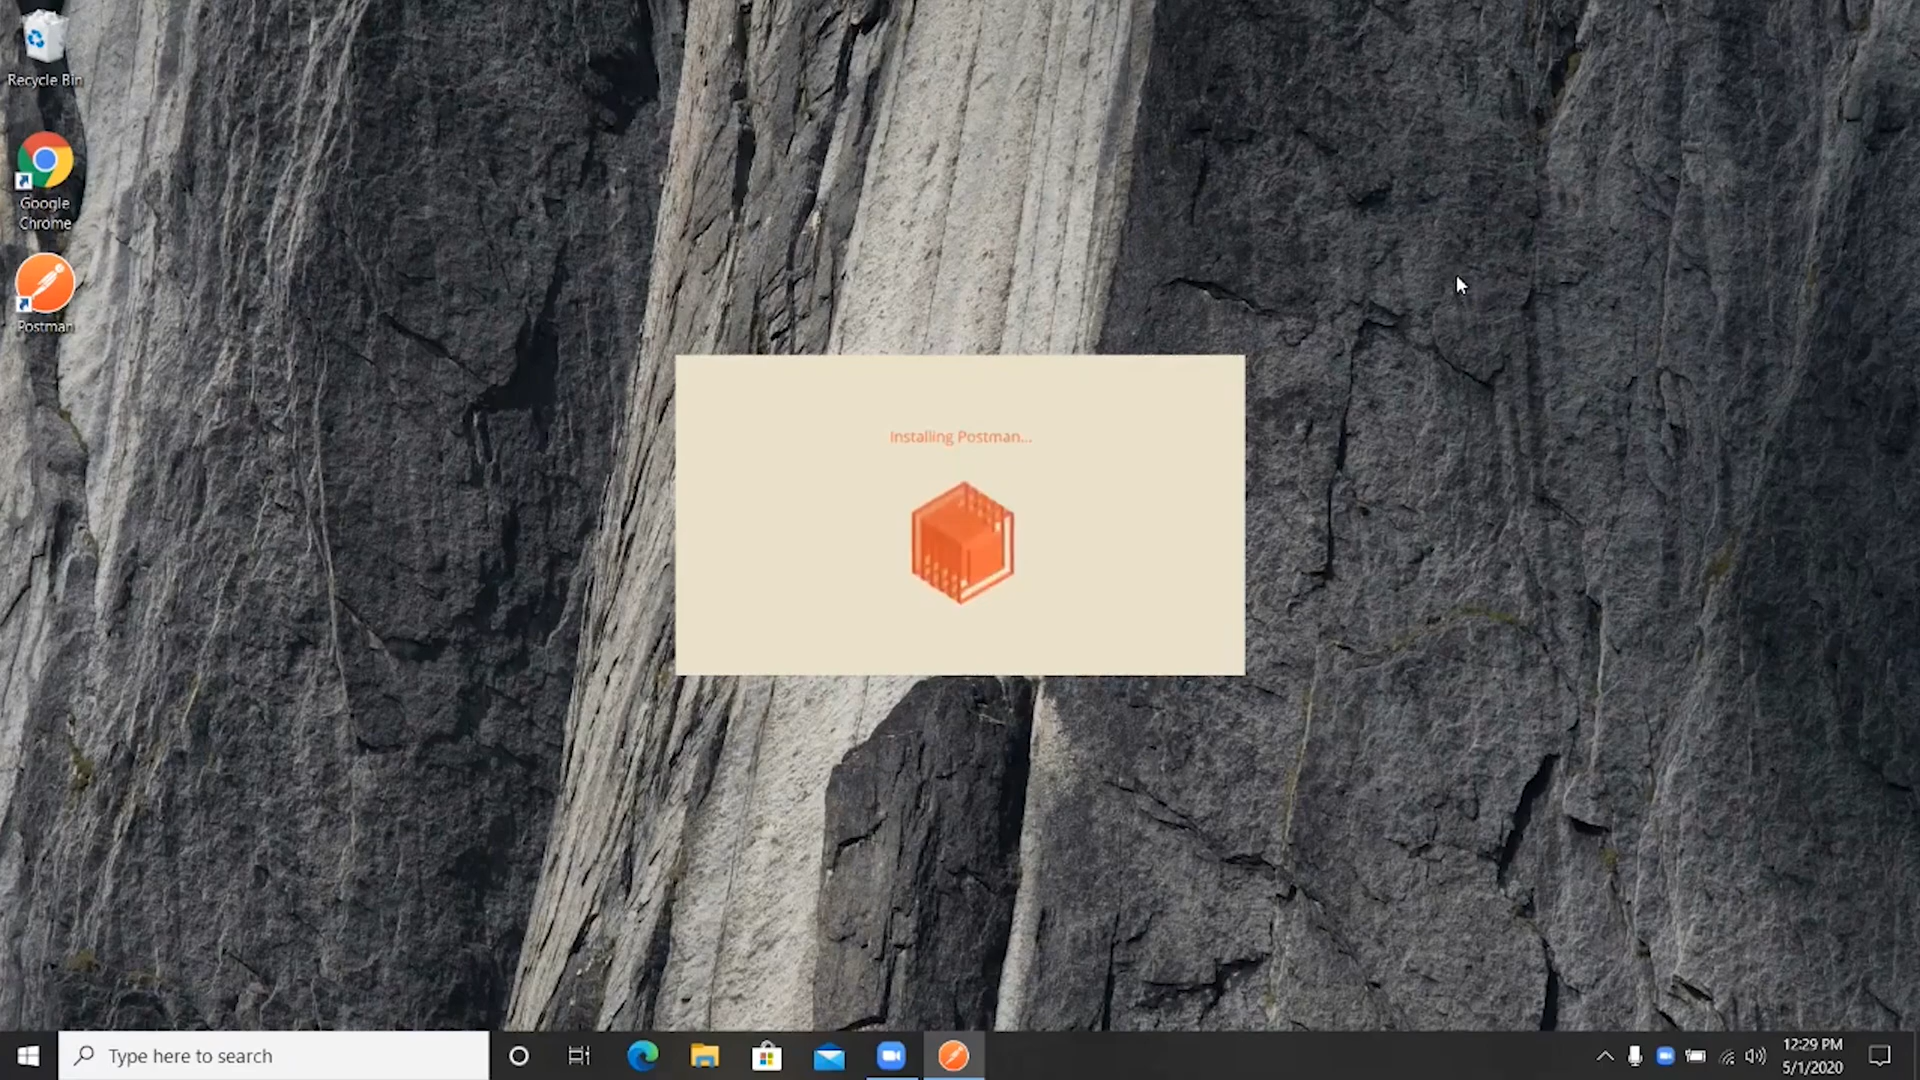 Recycle Bin
Google
Chrome
Postman
Installing Postman...
Type here to search
12:29 PM
5/1/2020